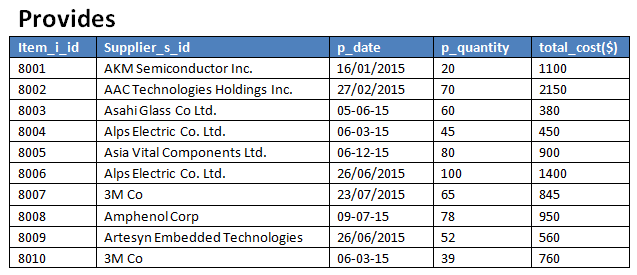 Provides
Item_i_id Supplier_s_id p_date p_quantity total_cost($)
8001 AKM Semiconductor Inc. 16/01/2015 20 1100
8002 AAC Technologies Holdings Inc. 27/02/2015 70 2150
8003 Asahi Glass Co Ltd. 05-06-15 60 380
8004 Alps Electric Co. Ltd. 06-03-15 45 450
8005 Asia Vital Components Ltd. 06-12-15 80 900
8006 Alps Electric Co. Ltd. 26/06/2015 100 1400
8007 3M Co 23/07/2015 65 845
8008 Amphenol Corp 09-07-15 78 950
8009 Artesyn Embedded Technologies 26/06/2015 52 560
8010 3M Co 06-03-15 39 760